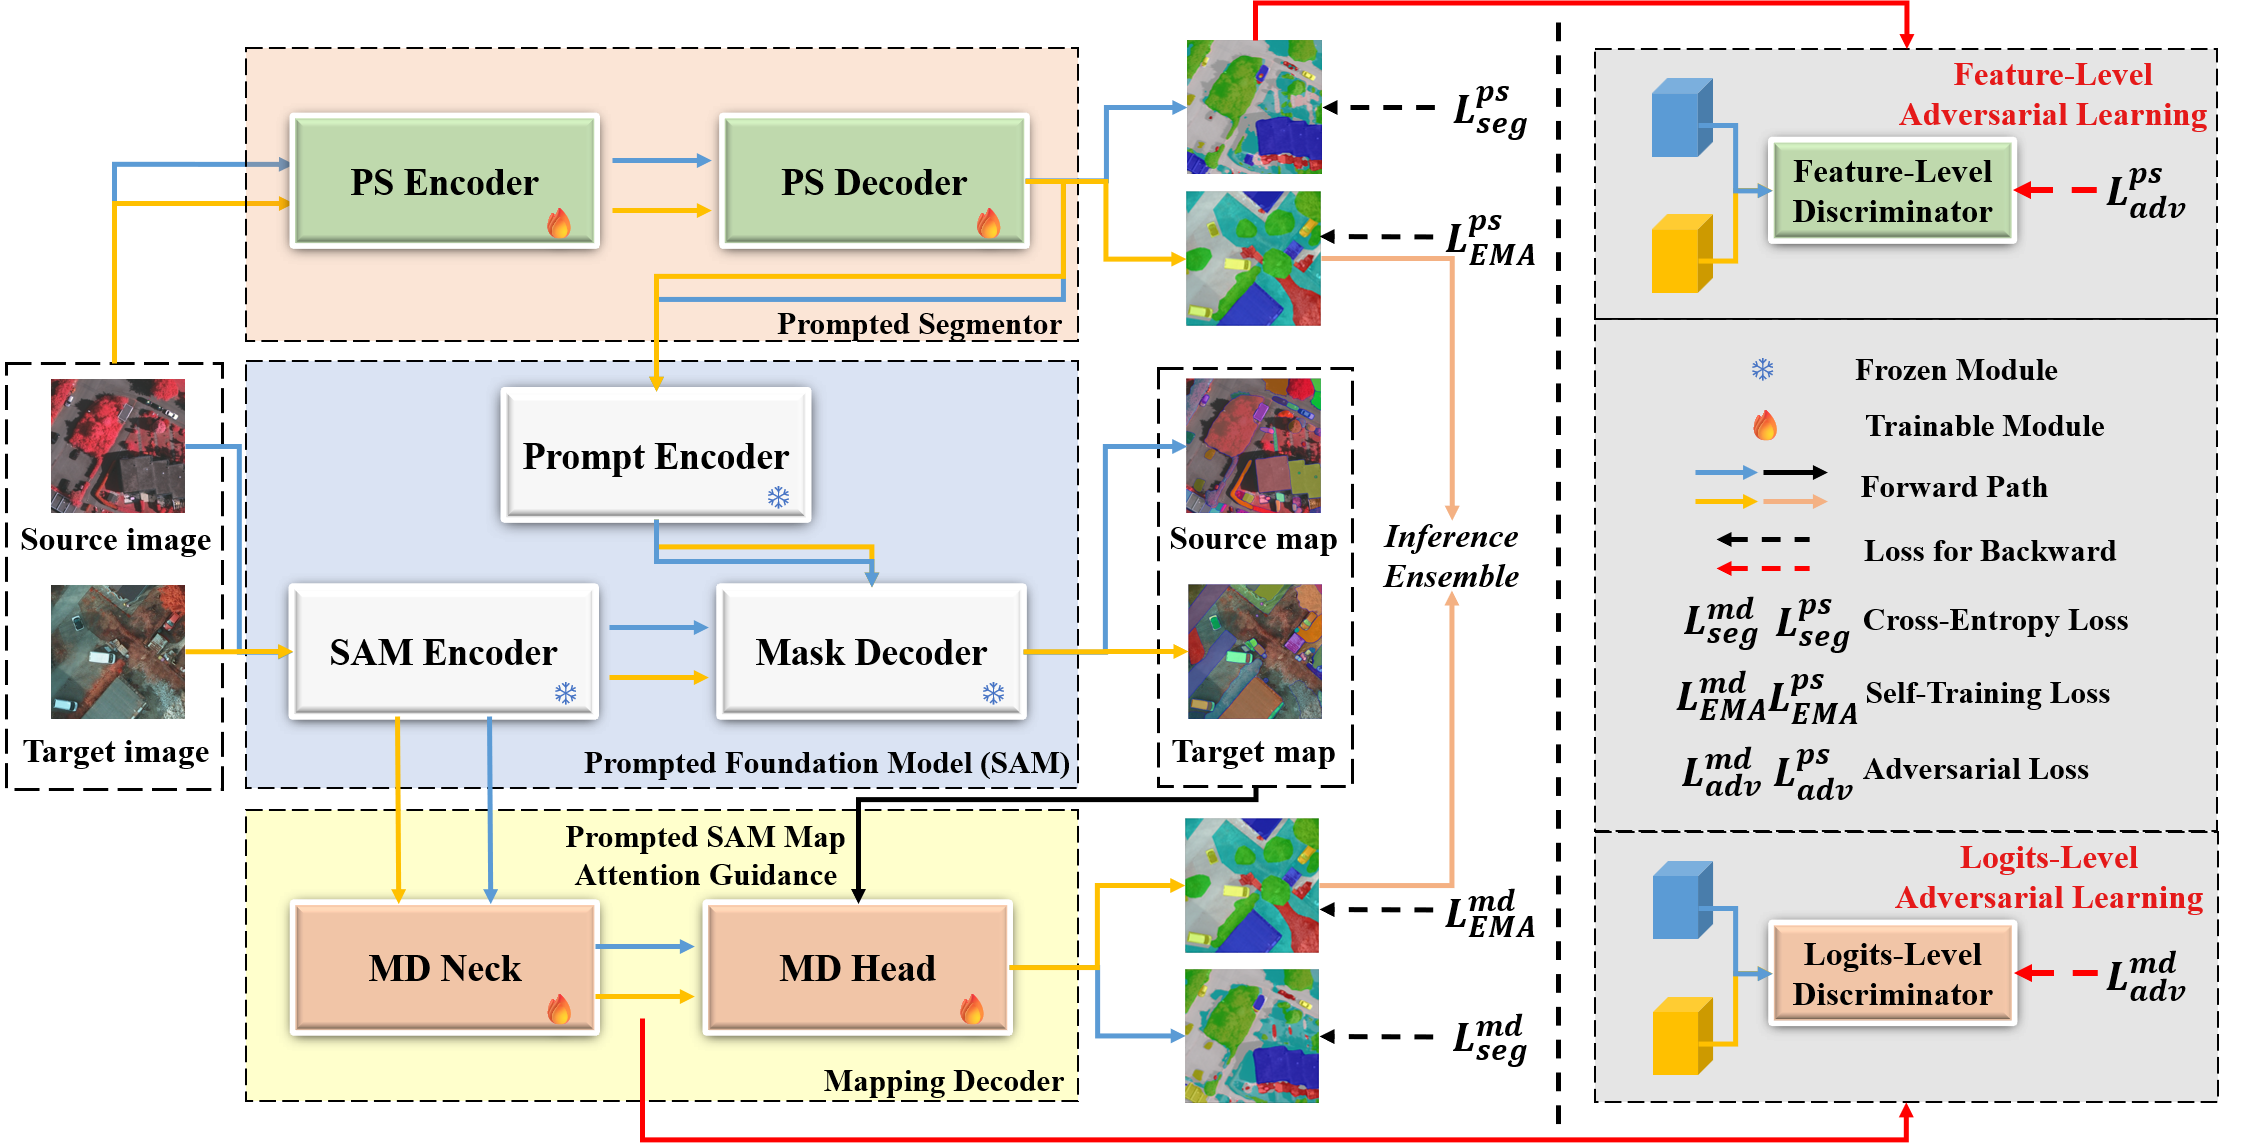 PS Encoder
PS Decoder
Prompted Segmentor
L_{seg}^{ps}
L_{EMA}^{ps}
Source image
Target image
Prompt Encoder
SAM Encoder
Mask Decoder
Prompted Foundation Model (SAM)
Source map
Target map
Inference
Ensemble
Prompted SAM Map
Attention Guidance
MD Neck
MD Head
Mapping Decoder
L_{EMA}^{md}
L_{seg}^{md}
Feature-Level
Adversarial Learning
Feature-Level
Discriminator
L_{adv}^{ps}
Frozen Module
Trainable Module
Forward Path
Loss for Backward
L_{seg}^{md} L_{seg}^{ps} Cross-Entropy Loss
L_{EMA}^{md} L_{EMA}^{ps} Self-Training Loss
L_{adv}^{md} L_{adv}^{ps} Adversarial Loss
Logits-Level
Adversarial Learning
Logits-Level
Discriminator
L_{adv}^{md}